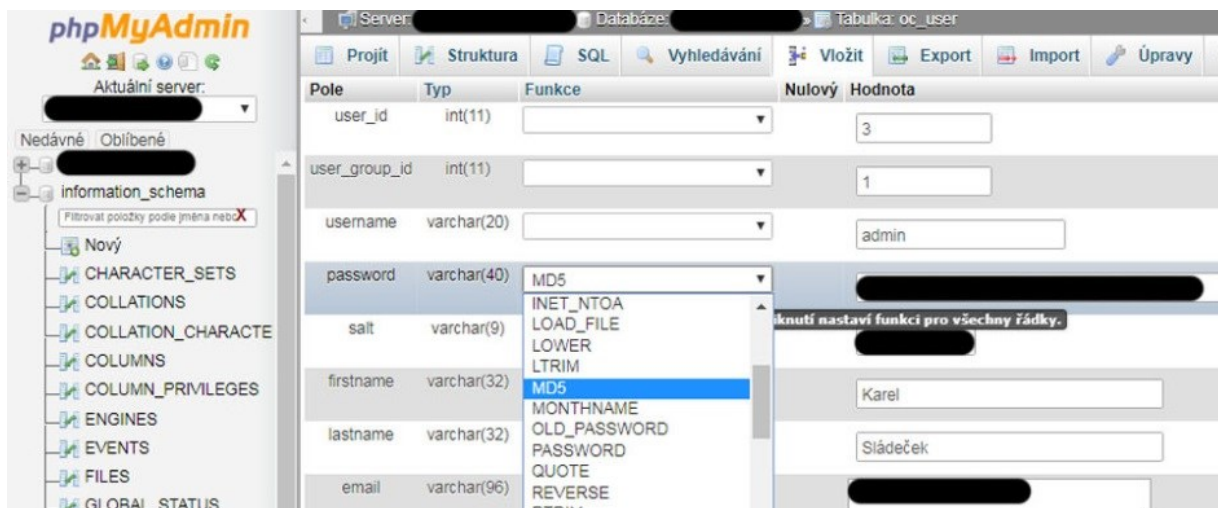 phpMyAdmin
Aktuální server:
Nedávné Oblíbené
information_schema
Filtrovat položky podle jména nebo X
Nový
CHARACTER_SETS
COLLATIONS
COLLATION_CHARACTE
COLUMNS
COLUMN_PRIVILEGES
ENGINES
EVENTS
FILES
GLOBAL_STATUS
Server: Databáze: » Tabulka: oc_user
Projít Struktura SQL Vyhledávání Vložit Export Import Úpravy
Pole Typ Funkce Nulový Hodnota
user_id int(11) 3
user_group_id int(11) 1
username varchar(20) admin
password varchar(40) MD5
INET_NTOA
LOAD_FILE
LOWER
LTRIM
MD5
MONTHNAME
OLD_PASSWORD
PASSWORD
QUOTE
REVERSE
RTRIM
iknutí nastaví funkci pro všechny řádky.
salt varchar(9)
firstname varchar(32) Karel
lastname varchar(32) Sládeček
email varchar(96)